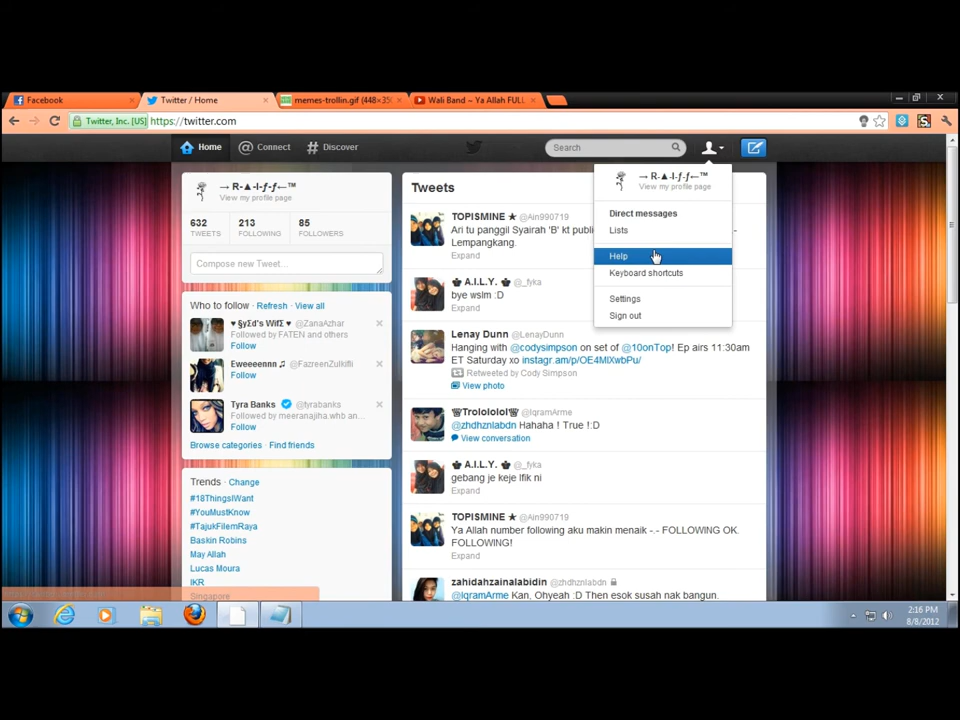 Facebook
Twitter / Home
memes-trollin.gif (448×35
Wali Band ~ Ya Allah FULL
Twitter, Inc. [US] https://twitter.com
Home
@ Connect
# Discover
Search
→ R-▲-I-ƒ-ƒ←™
View my profile page
632 TWEETS
213 FOLLOWING
85 FOLLOWERS
Compose new Tweet...
Who to follow · Refresh · View all
♥ §yΣd's WifΣ ♥ @ZanaAzhar
Followed by FATEN and others
Follow
Eweeeennn ♫ @FazreenZulkifli
Follow
Tyra Banks @tyrabanks
Followed by meeranajiha.whb an...
Follow
Browse categories · Find friends
Trends · Change
#18ThingsIWant
#YouMustKnow
#TajukFilemRaya
Baskin Robins
May Allah
Lucas Moura
IKR
Singapore
Tweets
TOPISMINE ★ @Ain990719
Ari tu panggil Syairah 'B' kt publi
Lempangkang.
Expand
A.I.L.Y. @_fyka
bye wslm :D
Expand
Lenay Dunn @LenayDunn
Hanging with @codysimpson on set of @10onTop! Ep airs 11:30am
ET Saturday xo instagr.am/p/OE4MlXwbPu/
Retweeted by Cody Simpson
View photo
♕Trolololol♕ @IqramArme
@zhdhznlabdn Hahaha ! True !:D
View conversation
A.I.L.Y. @_fyka
gebang je keje lfik ni
Expand
TOPISMINE ★ @Ain990719
Ya Allah number following aku makin menaik -.- FOLLOWING OK.
FOLLOWING!
Expand
zahidahzainalabidin @zhdhznlabdn
@IqramArme Kan. Ohyeah :D Then esok susah nak bangun.
→ R-▲-I-ƒ-ƒ←™
View my profile page
Direct messages
Lists
Help
Keyboard shortcuts
Settings
Sign out
2:16 PM
8/8/2012